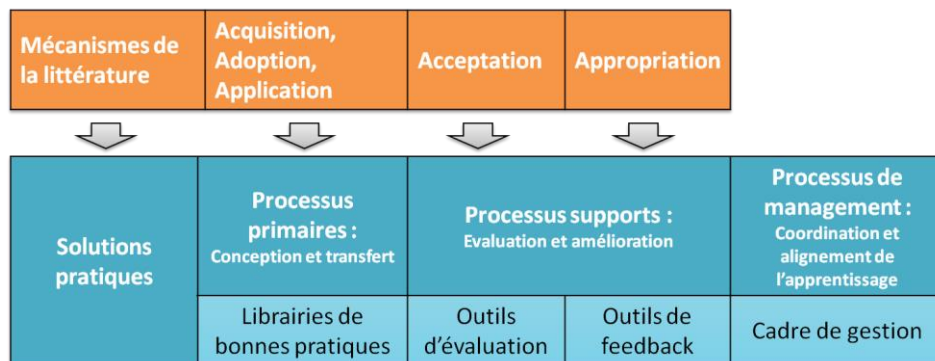 Mécanismes de
la littérature
Acquisition,
Adoption,
Application
Acceptation
Appropriation
Solutions
pratiques
Processus
primaires :
Conception et transfert
Processus supports :
Evaluation et amélioration
Processus de
management :
Coordination et
alignement de
l’apprentissage
Librairies de
bonnes pratiques
Outils
d’évaluation
Outils de
feedback
Cadre de gestion